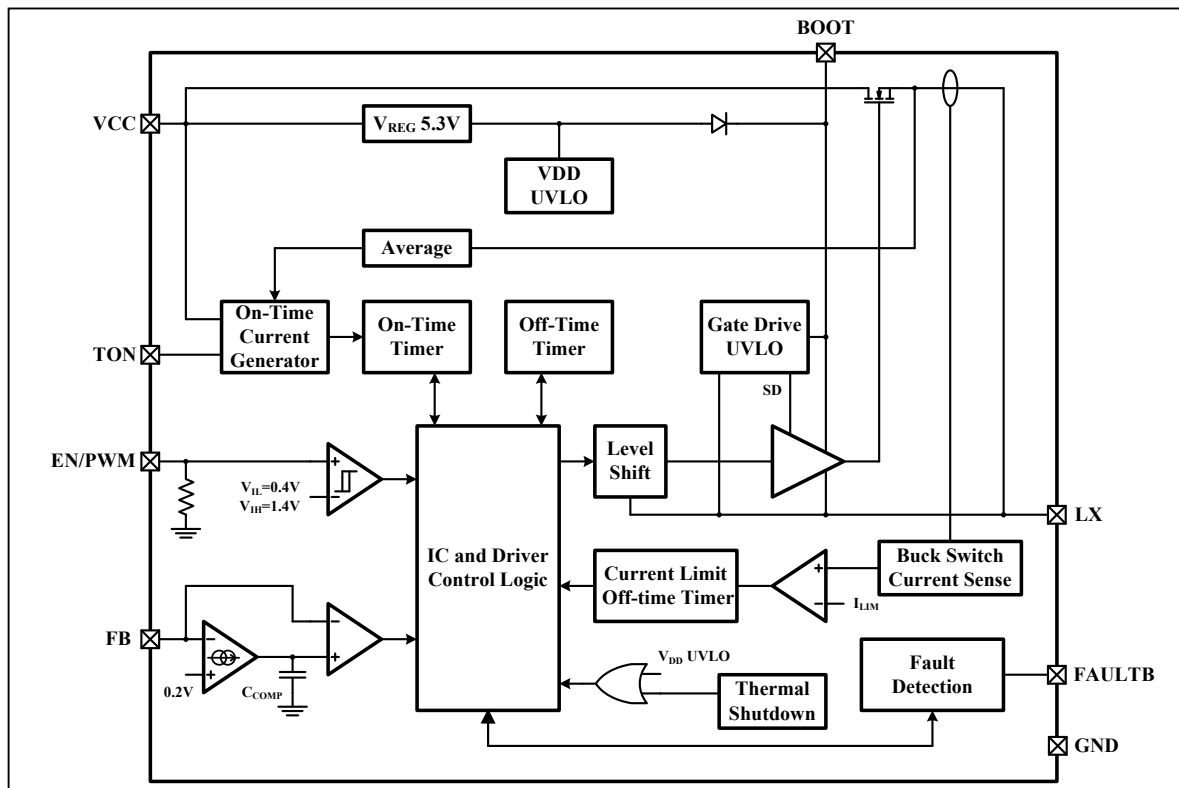 BOOT
VCC
VREG 5.3V
VDD
UVLO
Average
On-Time
Current
Generator
On-Time
Timer
Off-Time
Timer
Gate Drive
UVLO
TON
SD
EN/PWM
VIL=0.4V
VIH=1.4V
Level
Shift
LX
IC and Driver
Control Logic
Current Limit
Off-time Timer
Buck Switch
Current Sense
ILIM
FB
0.2V
CCOMP
VDD UVLO
Thermal
Shutdown
Fault
Detection
FAULTB
GND
+
−
−
+
−
+
+
−